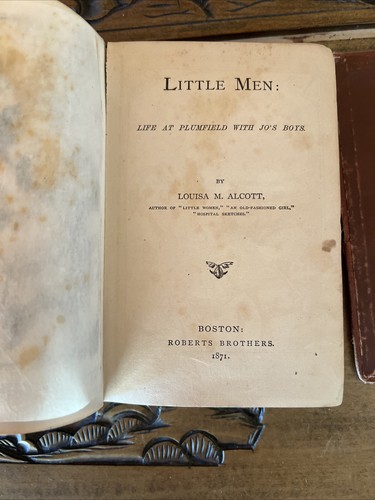 LITTLE MEN:
LIFE AT PLUMFIELD WITH JO'S BOYS.
BY
LOUISA M. ALCOTT,
AUTHOR OF "LITTLE WOMEN," "AN OLD-FASHIONED GIRL,"
"HOSPITAL SKETCHES."
BOSTON:
ROBERTS BROTHERS.
1871.